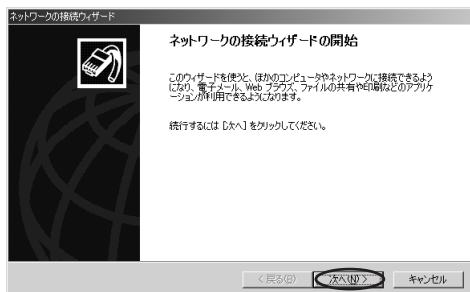 ネットワークの接続ウィザード
ネットワークの接続ウィザードの開始
このウィザードを使うと、ほかのコンピュータやネットワークに接続できるよう
になり、電子メール、Web ブラウズ、ファイルの共有や印刷などのアプリケ
ーションが利用できるようになります。
続行するには [次へ] をクリックしてください。
< 戻る(B)
次へ(N) >
キャンセル